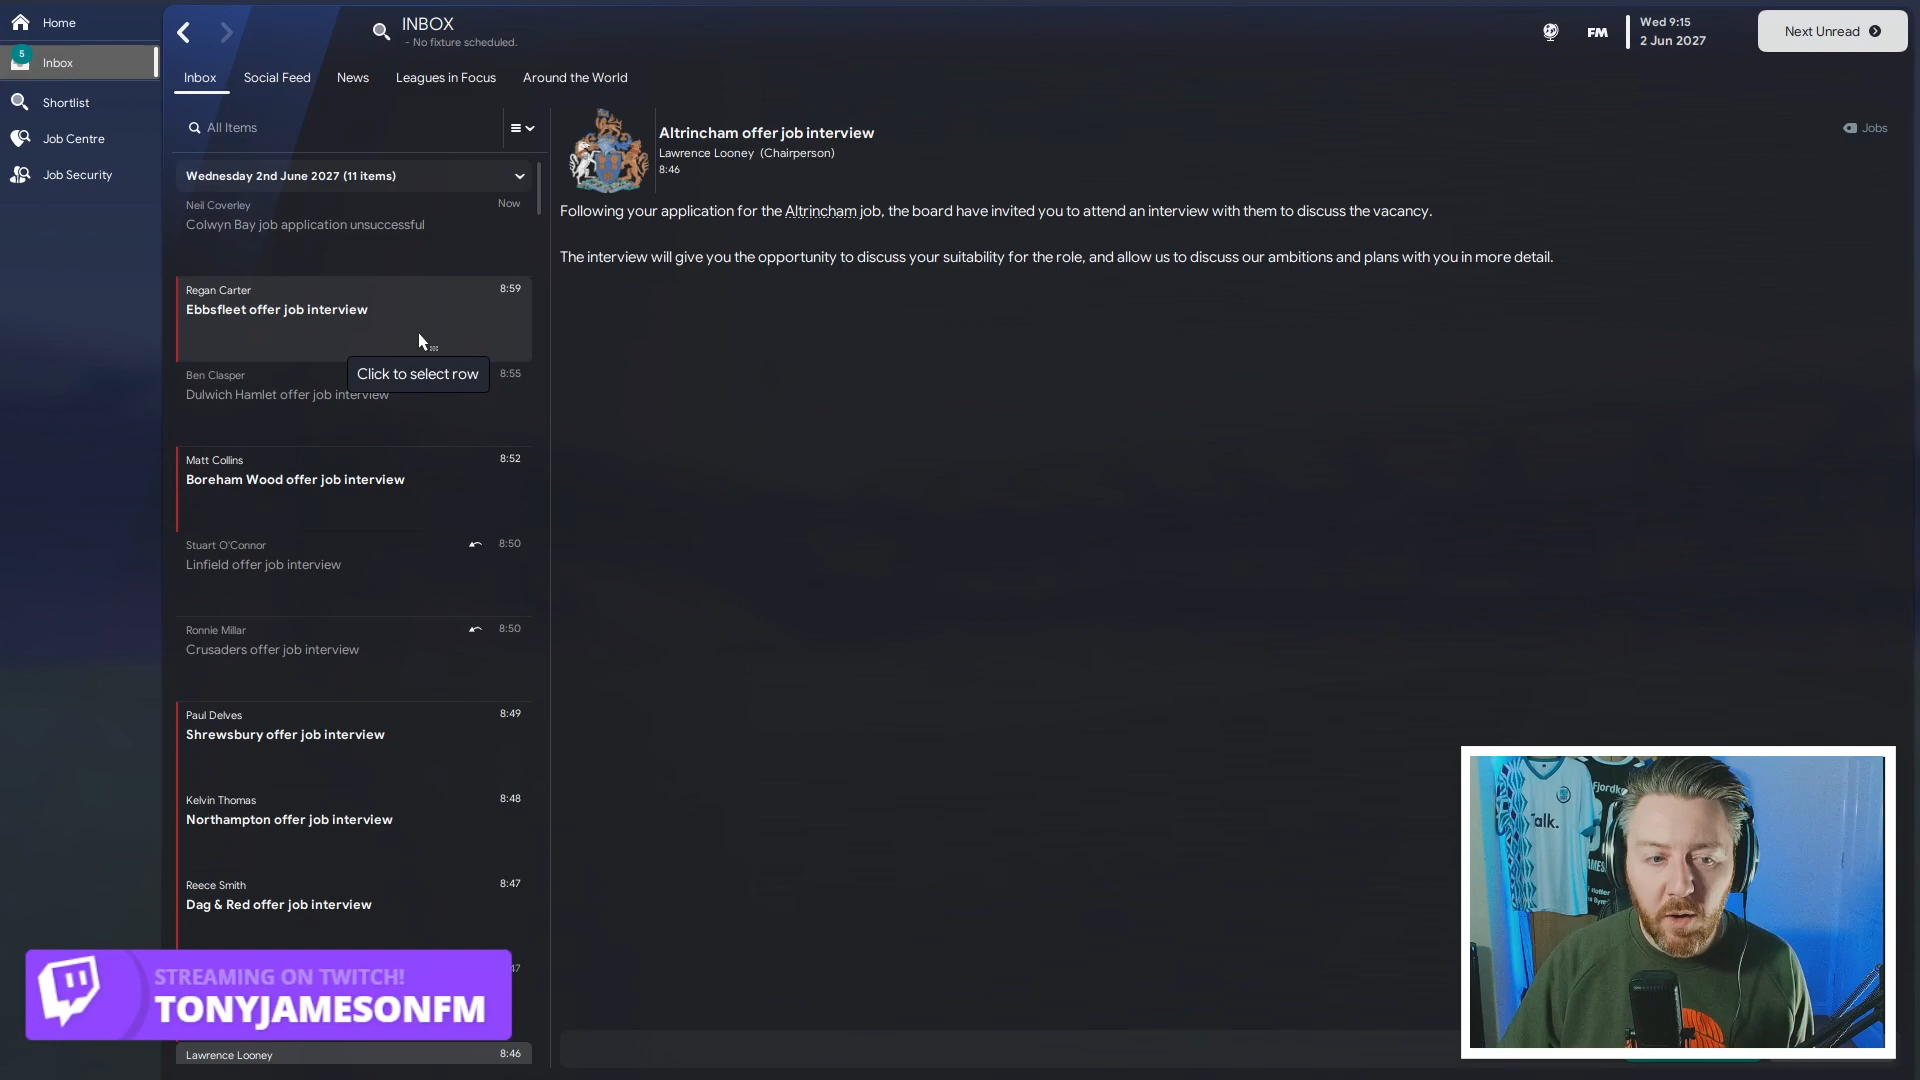 Home
5
Inbox
Shortlist
Job Centre
Job Security
INBOX
- No fixture scheduled.
FM
Wed 9:15
2 Jun 2027
Next Unread
Inbox
Social Feed
News
Leagues in Focus
Around the World
All Items
Wednesday 2nd June 2027 (11 items)
Neil Coverley
Now
Colwyn Bay job application unsuccessful
Regan Carter
8:59
Ebbsfleet offer job interview
Click to select row
Ben Clasper
8:55
Dulwich Hamlet offer job interview
Matt Collins
8:52
Boreham Wood offer job interview
Stuart O'Connor
8:50
Linfield offer job interview
Ronnie Millar
8:50
Crusaders offer job interview
Paul Delves
8:49
Shrewsbury offer job interview
Kelvin Thomas
8:48
Northampton offer job interview
Reece Smith
8:47
Dag & Red offer job interview
47
Lawrence Looney
8:46
Altrincham offer job interview
Lawrence Looney (Chairperson)
8:46
Jobs
Following your application for the Altrincham job, the board have invited you to attend an interview with them to discuss the vacancy.
The interview will give you the opportunity to discuss your suitability for the role, and allow us to discuss our ambitions and plans with you in more detail.
STREAMING ON TWITCH!
TONYJAMESONFM
Talk.
Fjordk